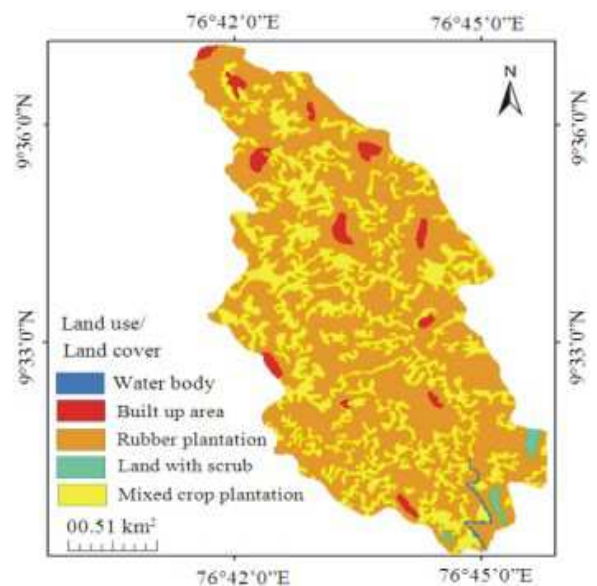 76°42’0”E 76°45’0”E
N
9°36’0”N 9°36’0”N
9°33’0”N 9°33’0”N
Land use/
Land cover
Water body
Built up area
Rubber plantation
Land with scrub
Mixed crop plantation
00.51 km²
76°42’0”E 76°45’0”E